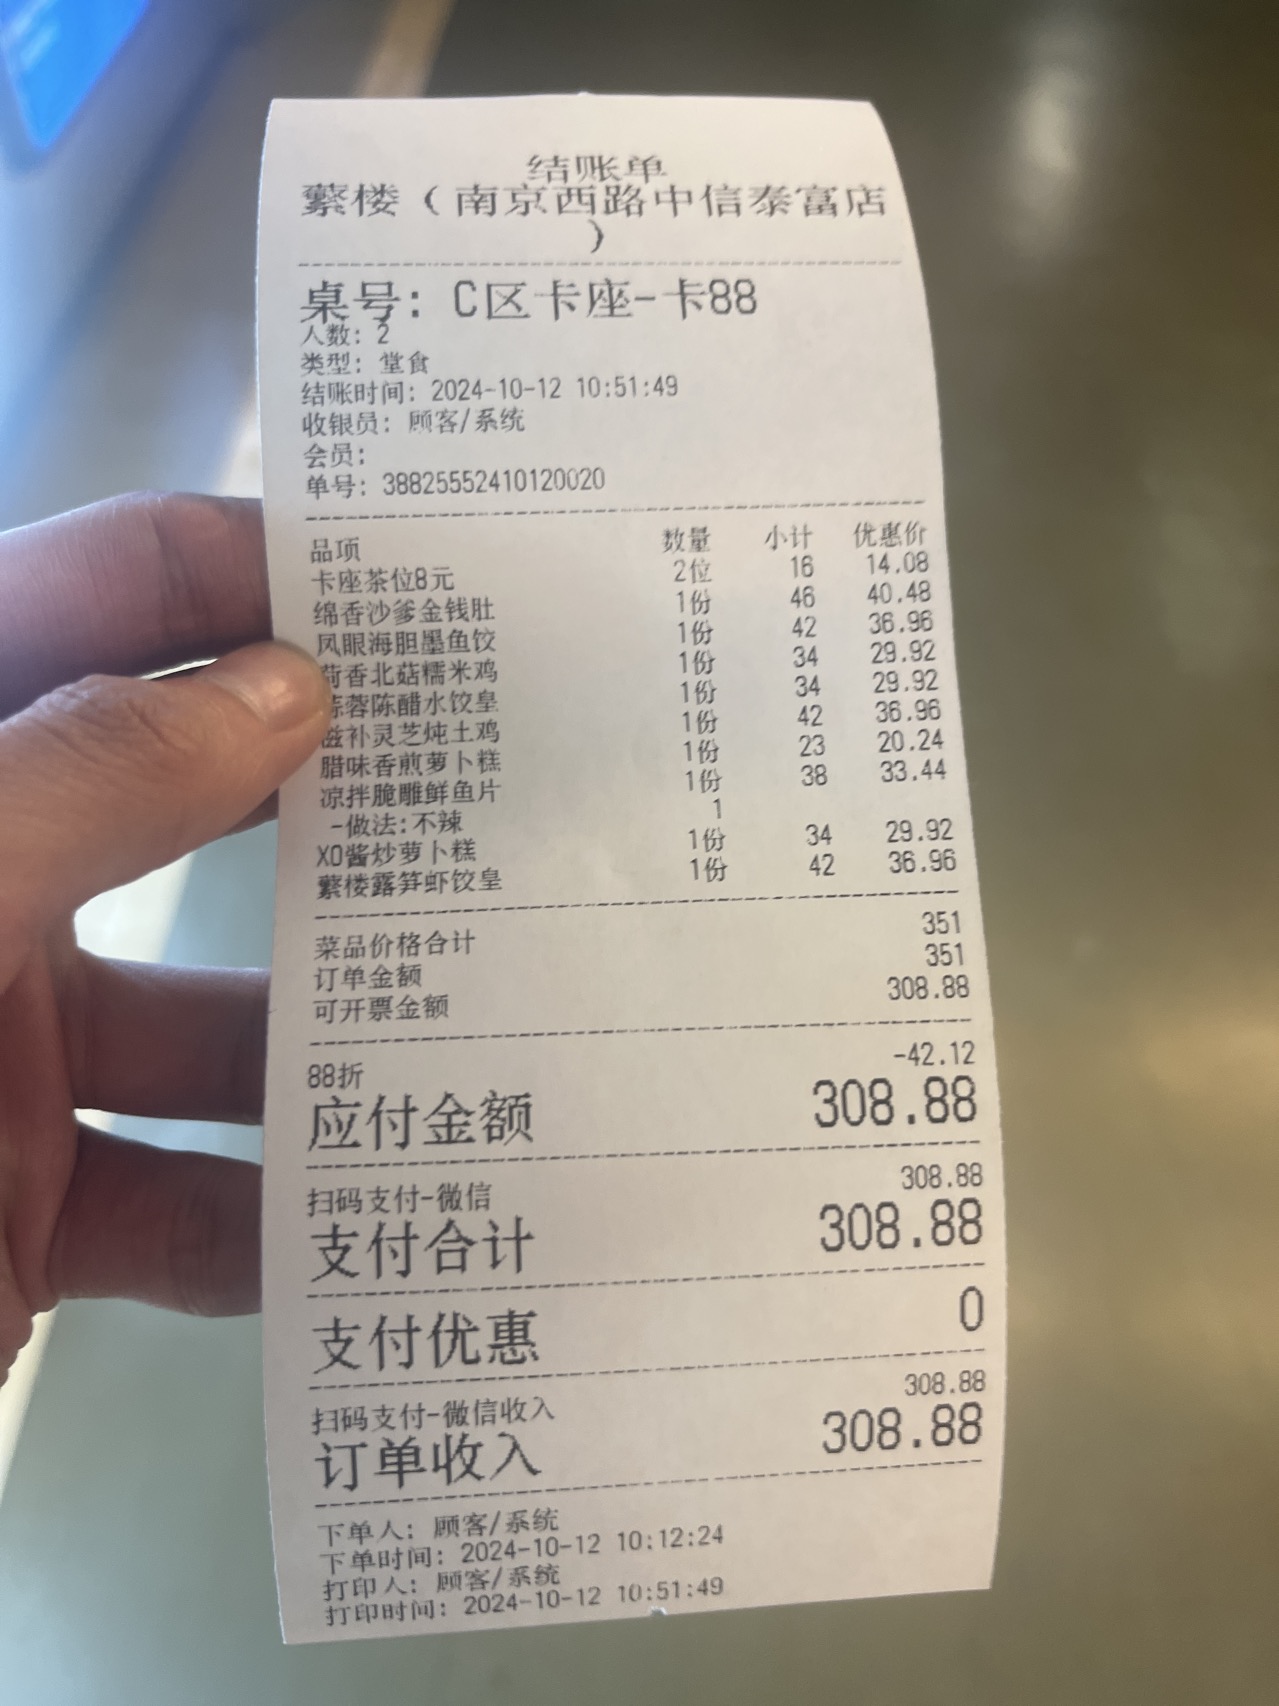 结账单
蘩楼（南京西路中信泰富店
）
桌号：C区卡座-卡88
人数：2
类型：堂食
结账时间：2024-10-12 10:51:49
收银员：顾客/系统
会员：
单号：38825552410120020
品项 数量 小计 优惠价
卡座茶位8元 2位 16 14.08
绵香沙爹金钱肚 1份 46 40.48
凤眼海胆墨鱼饺 1份 42 36.96
荷香北菇糯米鸡 1份 34 29.92
蒜蓉陈醋水饺皇 1份 34 29.92
滋补灵芝炖土鸡 1份 42 36.96
腊味香煎萝卜糕 1份 23 20.24
凉拌脆雕鲜鱼片 1份 38 33.44
-做法:不辣 1
XO酱炒萝卜糕 1份 34 29.92
蘩楼露笋虾饺皇 1份 42 36.96
菜品价格合计 351
订单金额 351
可开票金额 308.88
88折 -42.12
应付金额 308.88
扫码支付-微信 308.88
支付合计 308.88
支付优惠 0
扫码支付-微信收入 308.88
订单收入 308.88
下单人：顾客/系统
下单时间：2024-10-12 10:12:24
打印人：顾客/系统
打印时间：2024-10-12 10:51:49